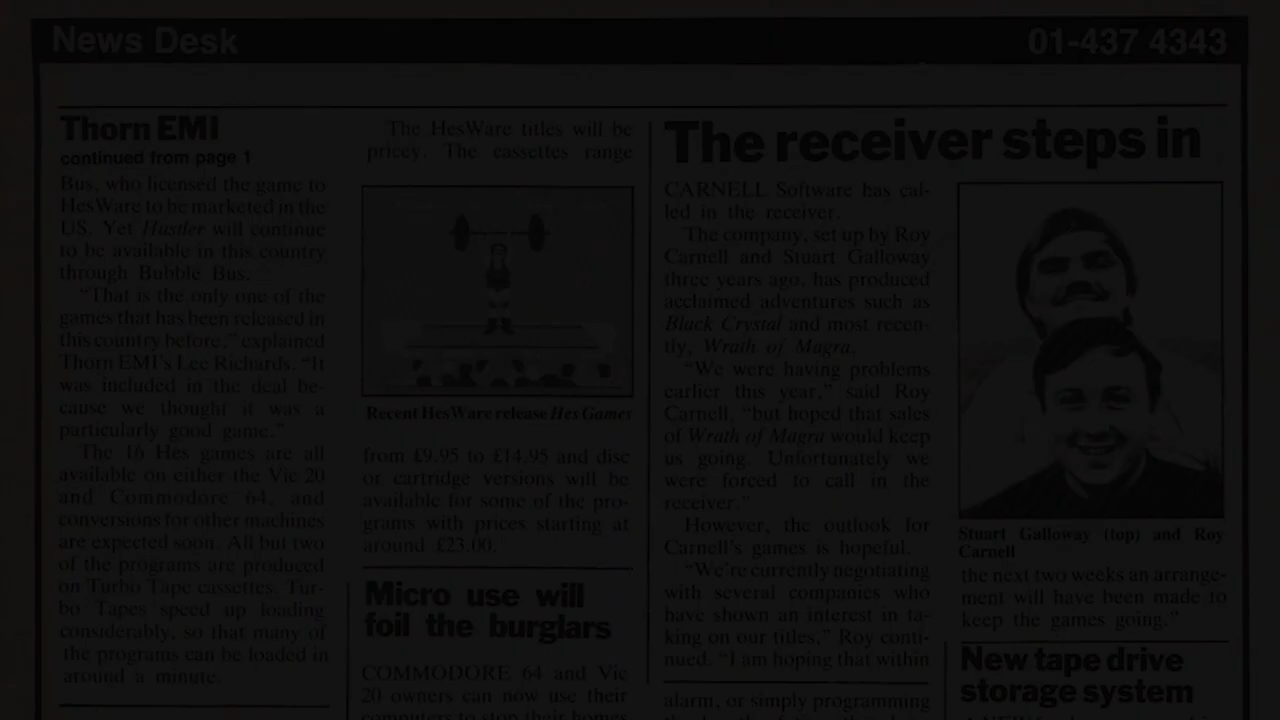 News Desk
01-437 4343
Thorn EMI
continued from page 1
Bus, who licensed the game to
HesWare to be marketed in the
US. Yet Hustler will continue
to be available in this country
through Bubble Bus.
"That is the only one of the
games that has been released in
this country before," explained
Thorn EMI's Lee Richards. "It
was included in the deal be-
cause we thought it was a
particularly good game."
The 16 Hes games are all
available on either the Vic 20
and Commodore 64, and
conversions for other machines
are expected soon. All but two
of the programs are produced
on Turbo Tape cassettes. Tur-
bo Tapes speed up loading
considerably, so that many of
the programs can be loaded in
around a minute.
The HesWare titles will be
pricey. The cassettes range
Recent HesWare release Hes Games
from £9.95 to £14.95 and disc
or cartridge versions will be
available for some of the pro-
grams with prices starting at
around £23.00.
Micro use will
foil the burglars
COMMODORE 64 and Vic
20 owners can now use their
computers to stop their homes
The receiver steps in
CARNELL Software has cal-
led in the receiver.
The company, set up by Roy
Carnell and Stuart Galloway
three years ago, has produced
acclaimed adventures such as
Black Crystal and most recen-
tly, Wrath of Magra.
"We were having problems
earlier this year," said Roy
Carnell, "but hoped that sales
of Wrath of Magra would keep
us going. Unfortunately we
were forced to call in the
receiver."
However, the outlook for
Carnell's games is hopeful.
"We're currently negotiating
with several companies who
have shown an interest in ta-
king on our titles," Roy conti-
nued. "I am hoping that within
alarm, or simply programming
Stuart Galloway (top) and Roy
Carnell
the next two weeks an arrange-
ment will have been made to
keep the games going."
New tape drive
storage system